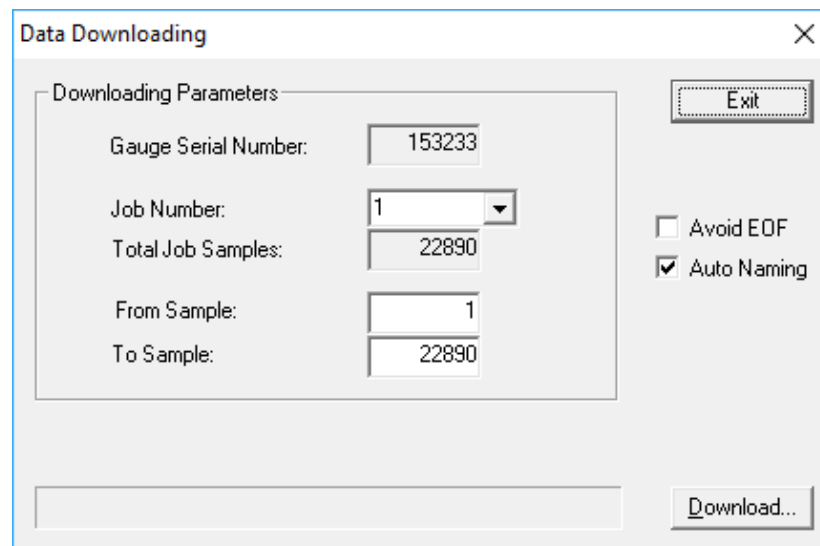 Data Downloading
Downloading Parameters
Exit
Gauge Serial Number: 153233
Job Number: 1
Avoid EOF
Total Job Samples: 22890
Auto Naming
From Sample: 1
To Sample: 22890
Download...